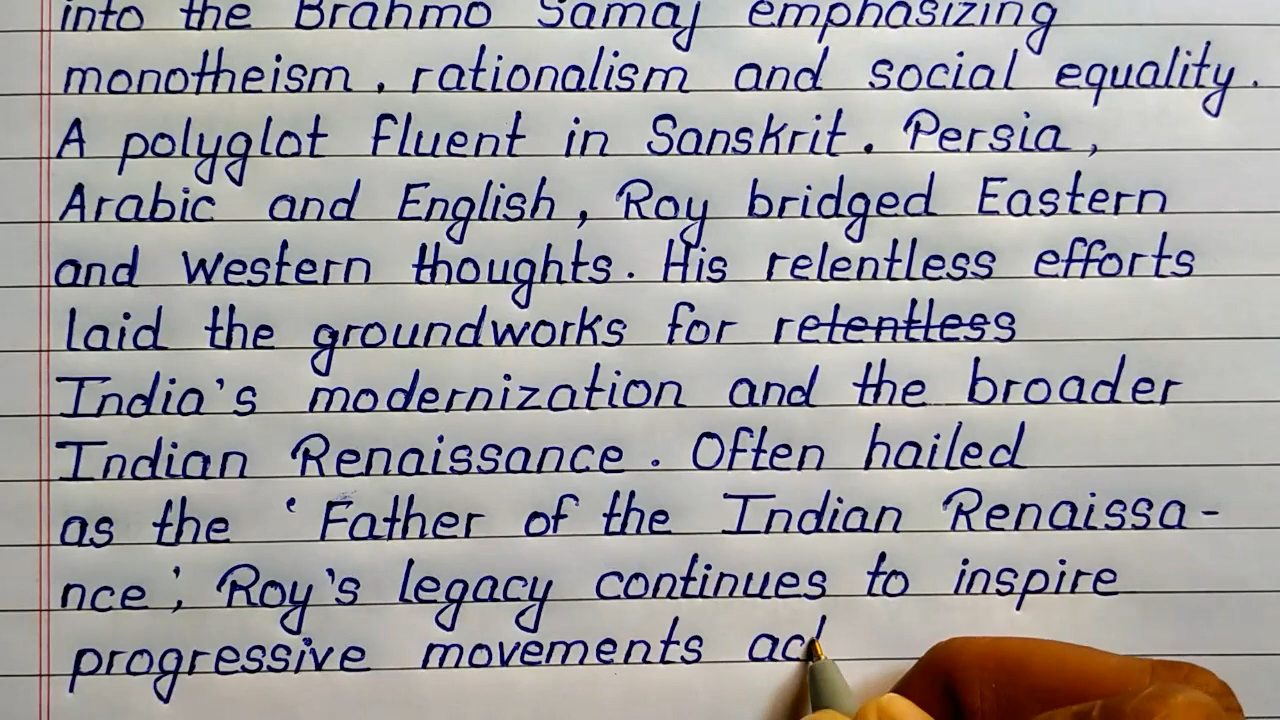 into the Brahmo Samaj emphasizing
monotheism, rationalism and social equality.
A polyglot fluent in Sanskrit. Persia,
Arabic and English, Roy bridged Eastern
and Western thoughts. His relentless efforts
laid the groundworks for retentless
India's modernization and the broader
Indian Renaissance. Often hailed
as the 'Father of the Indian Renaissa-
nce', Roy's legacy continues to inspire
progressive movements